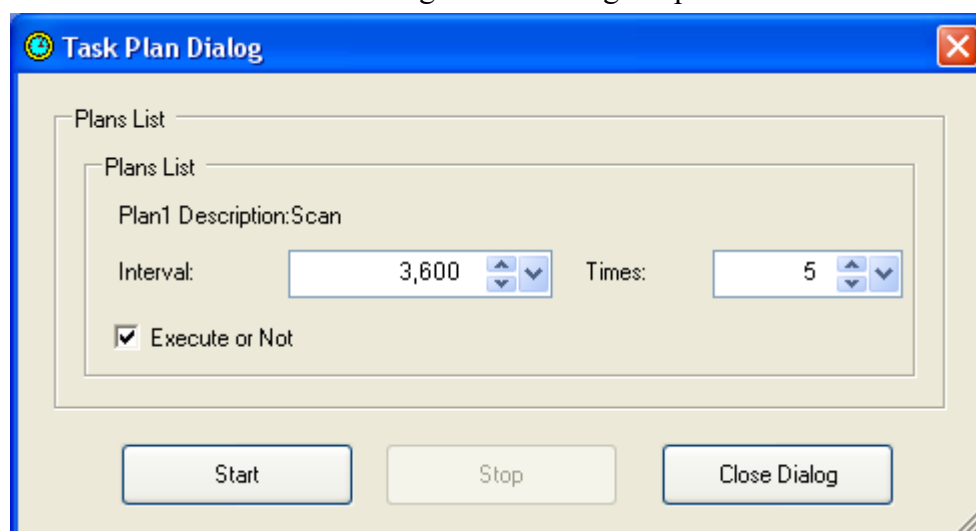 Task Plan Dialog
Plans List
Plans List
Plan1 Description:Scan
Interval: 3,600 Times: 5
Execute or Not
Start Stop Close Dialog